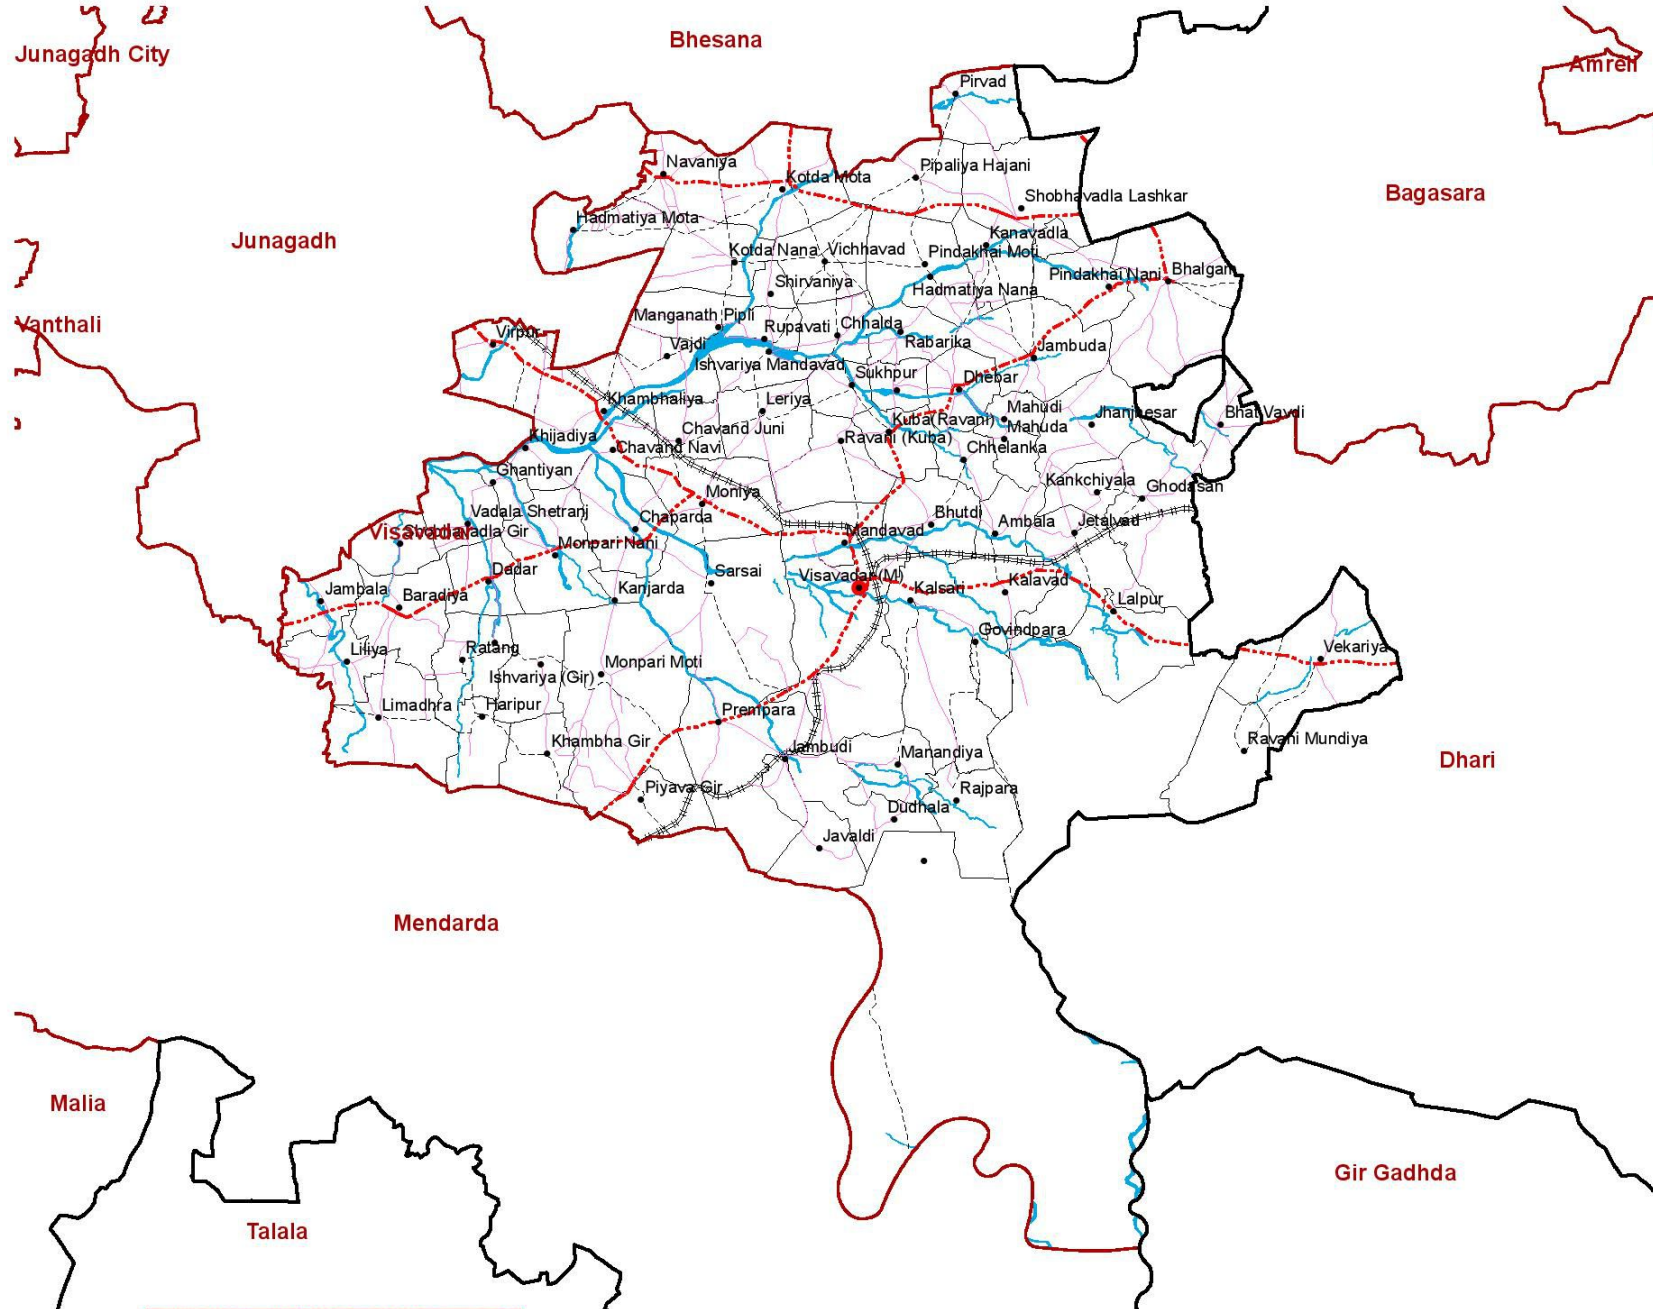 Bhesana
Junagadh City
Amreli
Pirvad
Navaniya
Pipaliya Hajani
Kotda Mota
Bagasara
Shobhavadla Lashkar
Hadmatiya Mota
Kanavadla
Junagadh
Kotda Nana
Vichhavad
Pindakhai Moti
Bhalgam
Pindakhai Nani
Shirvaniya
Hadmatiya Nana
Manganath Pipli
Vanthali
Virpur
Rupavati
Chhalda
Vajdi
Rabarika
Jambuda
Ishvariya Mandavad
Sukhpur
Dhebar
Khambhaliya
Leriya
Mahudi
Jhanjhesar
Bhat Vavdi
Kuba(Ravani)
Mahuda
Chavand Juni
Khijadiya
Ravani (Kuba)
Chavand Navi
Chhelanka
Ghantiyan
Kankchiyala
Ghodasan
Moniya
Vadala Shetranj
Chaparda
Bhutdi
Ambala
Jetalvad
Visavadar
Shobhavadla Gir
Mandavad
Monpari Nani
Dadar
Sarsai
Visavadar (M)
Kalavad
Jambala
Baradiya
Kanjarda
Kalsari
Lalpur
Govindpara
Liliya
Ratang
Vekariya
Monpari Moti
Ishvariya (Gir)
Limadhra
Haripur
Prempara
Khambha Gir
Jambudi
Manandiya
Ravani Mundiya
Dhari
Piyava Gir
Rajpara
Dudhala
Javaldi
Mendarda
Malia
Gir Gadhda
Talala